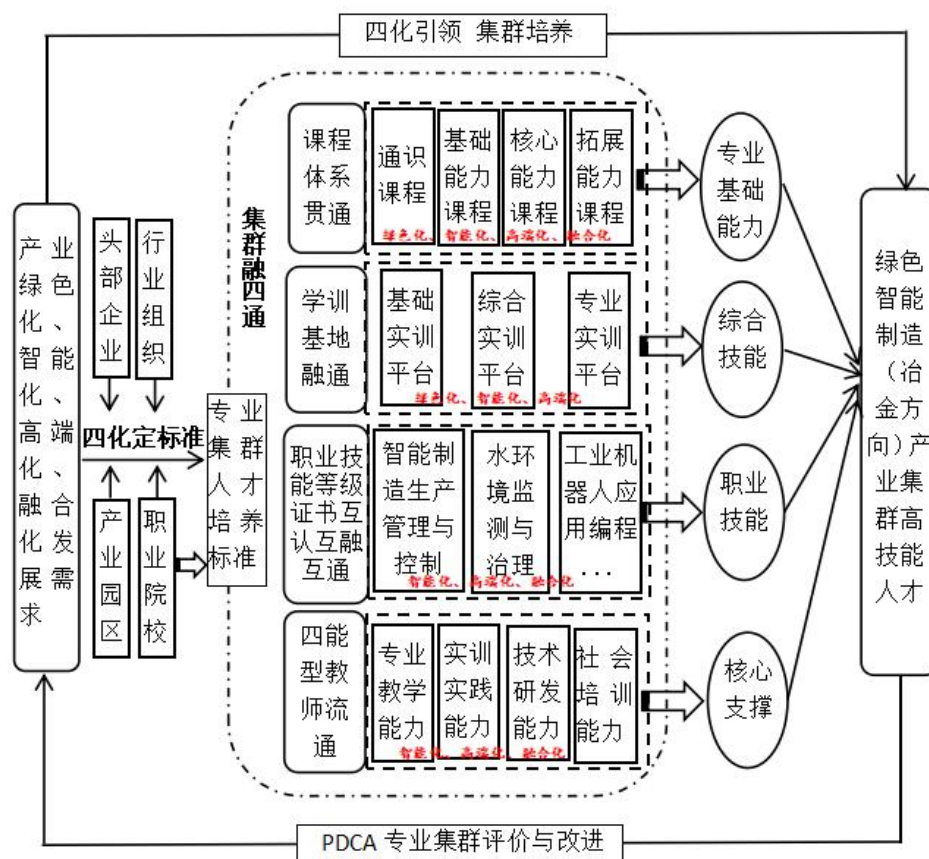 四化引领 集群培养
产业
绿色
化、
智能
化、
高端
化、
融合
化发
展需
求
头部企业
行业组织
四化定标准
产业园区
职业院校
专业
集群
人才
培养
标准
集群融四通
课程
体系
贯通
通识
课程
基础
能力
课程
核心
能力
课程
拓展
能力
课程
绿色化、智能化、高端化、融合化
专业
基础
能力
学训
基地
融通
基础
实训
平台
综合
实训
平台
专业
实训
平台
绿色化、智能化、高端化
综合
技能
职业技
能等级
证书互
认互融
互通
智能制
造生产
管理与
控制
水环
境监
测与
治理
工业机
器人应
用编程
...
智能化、高端化、融合化
职业
技能
四能
型教
师流
通
专业
教学
能力
实训
实践
能力
技术
研发
能力
社会
培训
能力
智能化、高端化、融合化
核心
支撑
绿色
智能
制造
（冶
金方
向)产
业集
群高
技能
人才
PDCA 专业集群评价与改进